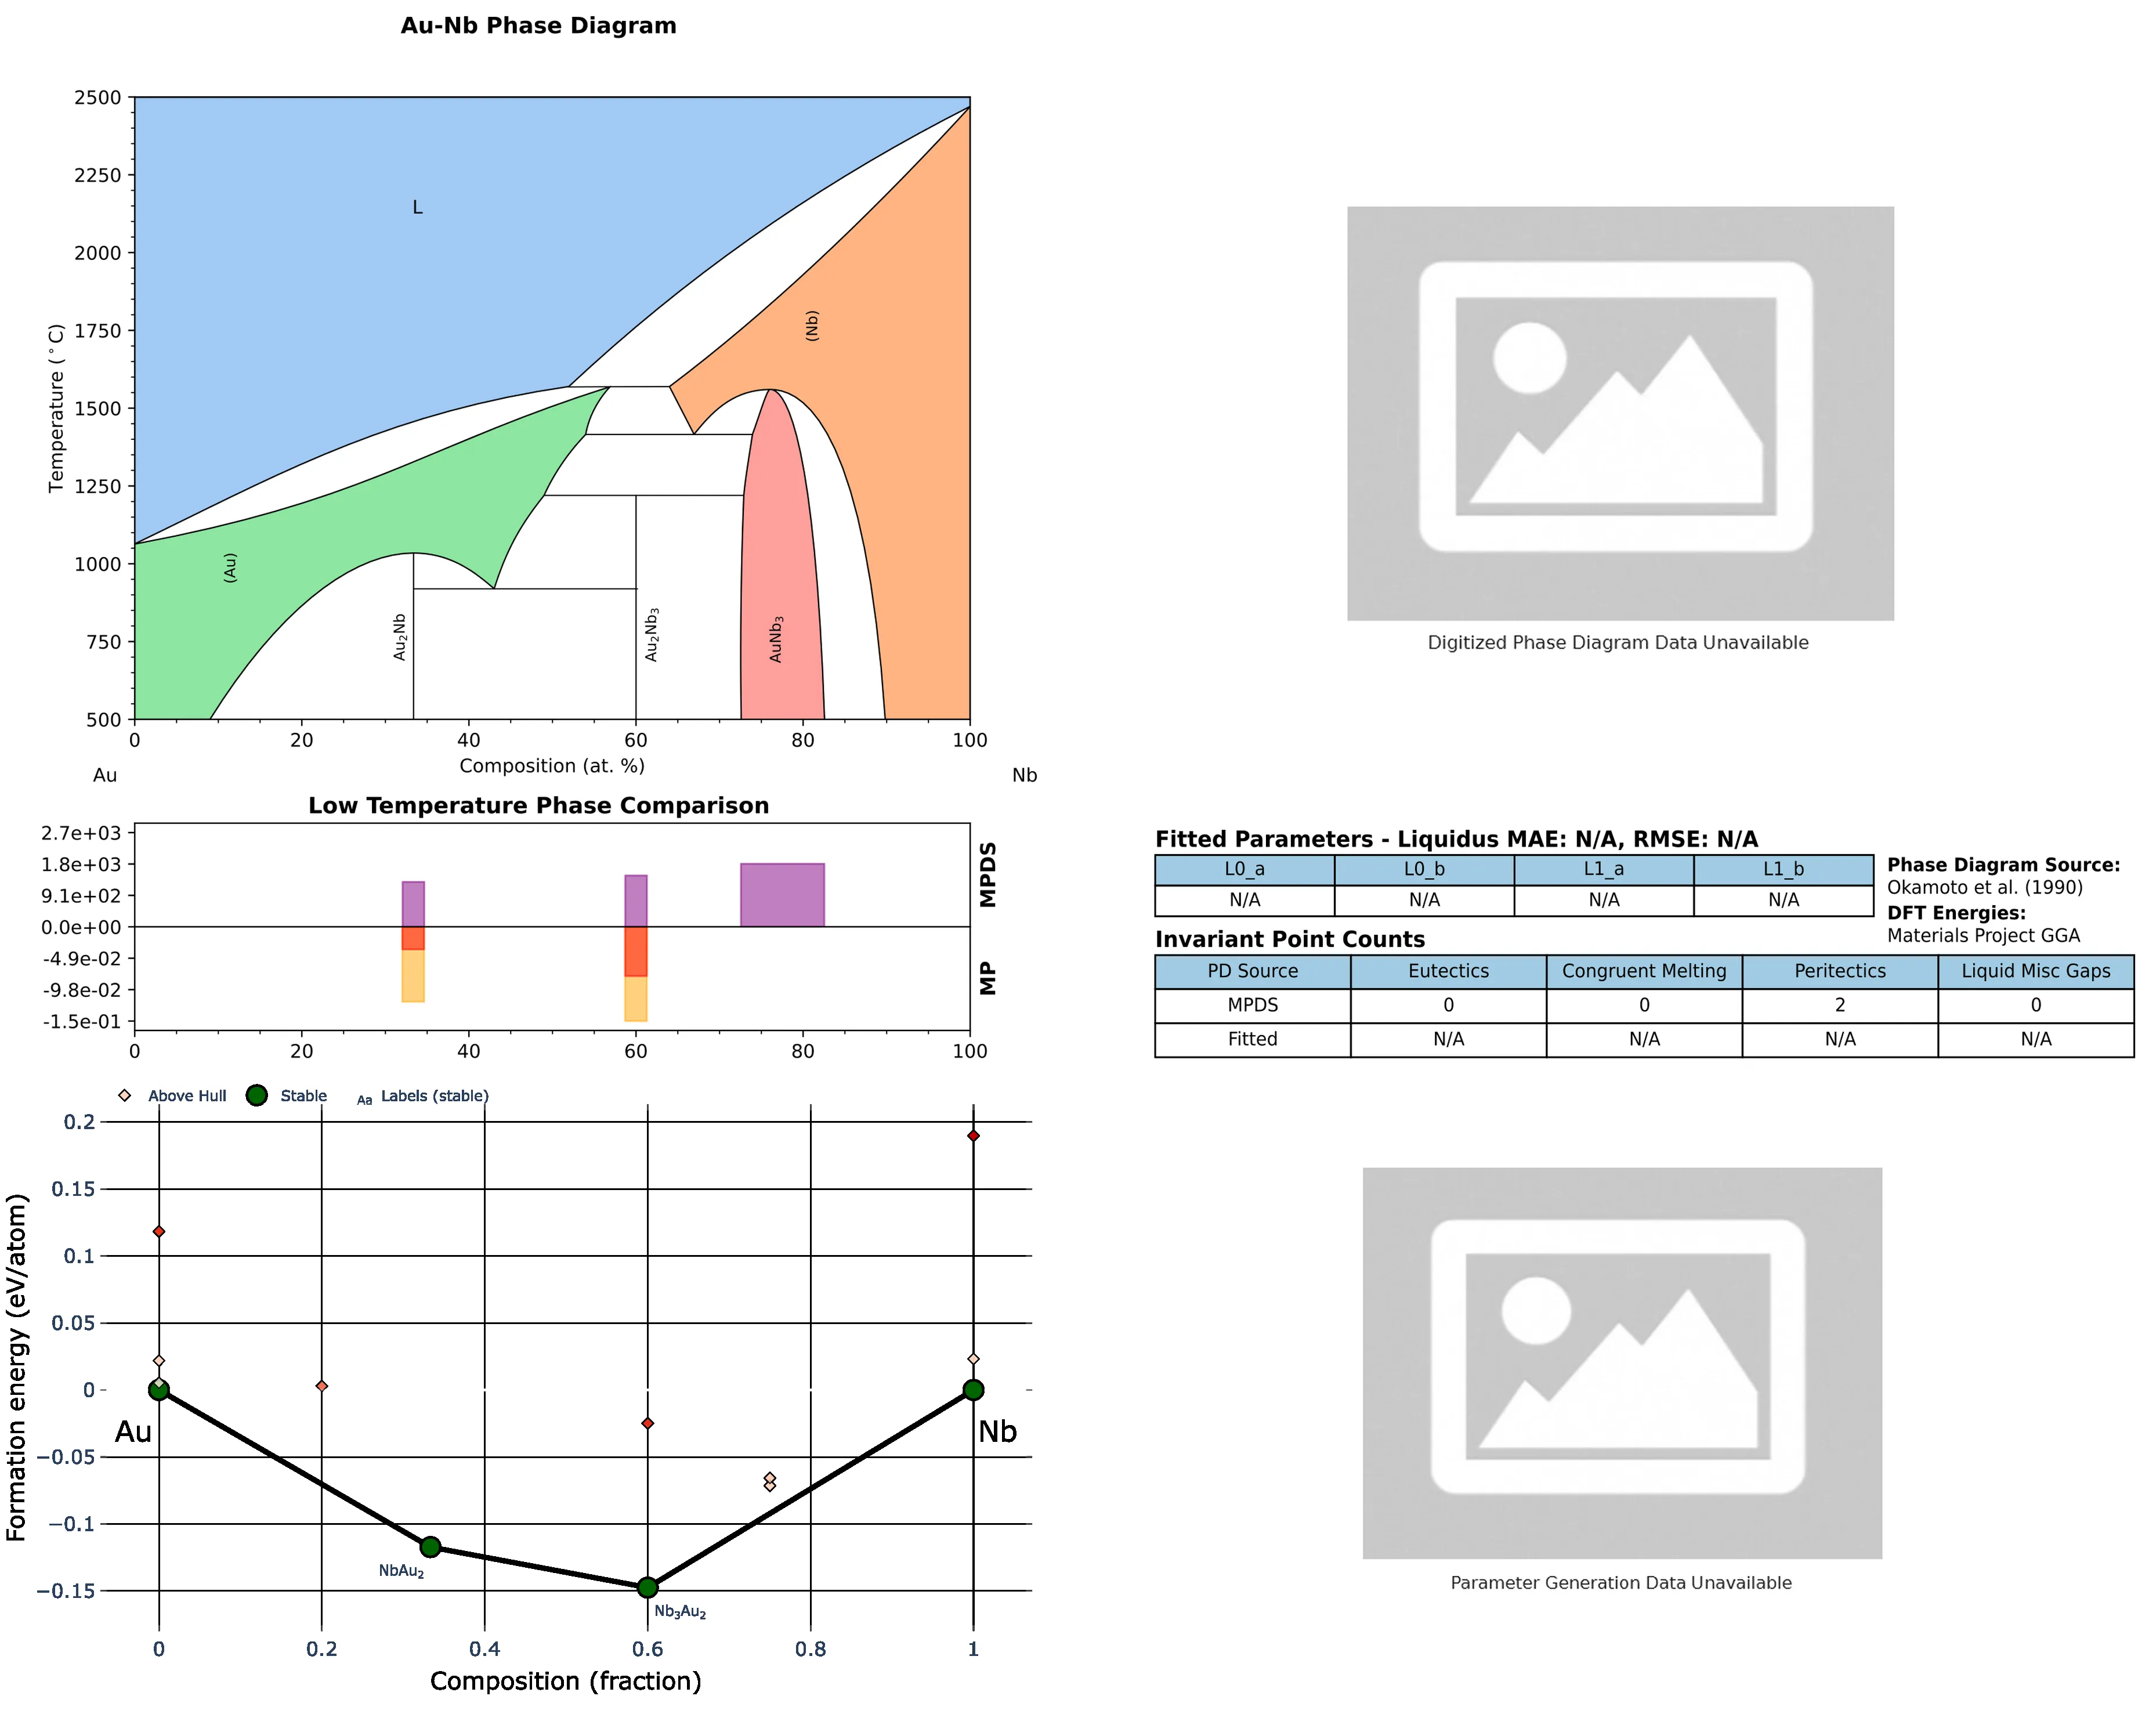 Au-Nb Phase Diagram
2500
2250
2000
1750
1500
1250
1000
750
500
Temperature (°C)
L
(Nb)
(Au)
Au2Nb
Au2Nb3
AuNb3
0 20 40 60 80 100
Composition (at. %)
Au Nb
Digitized Phase Diagram Data Unavailable
Low Temperature Phase Comparison
2.7e+03
1.8e+03
9.1e+02
0.0e+00
-4.9e-02
-9.8e-02
-1.5e-01
MPDS
MP
0 20 40 60 80 100
Fitted Parameters - Liquidus MAE: N/A, RMSE: N/A
L0_a L0_b L1_a L1_b
N/A N/A N/A N/A
Phase Diagram Source:
Okamoto et al. (1990)
DFT Energies:
Materials Project GGA
Invariant Point Counts
PD Source Eutectics Congruent Melting Peritectics Liquid Misc Gaps
MPDS 0 0 2 0
Fitted N/A N/A N/A N/A
Above Hull Stable Aa Labels (stable)
0.2
0.15
0.1
0.05
0
−0.05
−0.1
−0.15
Formation energy (eV/atom)
Au
Nb
NbAu2
Nb3Au2
0 0.2 0.4 0.6 0.8 1
Composition (fraction)
Parameter Generation Data Unavailable